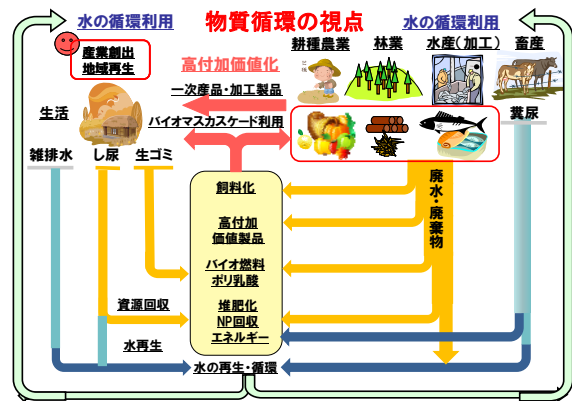 水の循環利用
物質循環の視点
水の循環利用
産業創出
地域再生
高付加価値化
耕種農業
林業
水産(加工)
畜産
一次産品・加工製品
バイオマスカスケード利用
生活
糞尿
雑排水
し尿
生ゴミ
廃水・廃棄物
飼料化
高付加
価値製品
バイオ燃料
ポリ乳酸
資源回収
堆肥化
NP回収
エネルギー
水再生
水の再生・循環